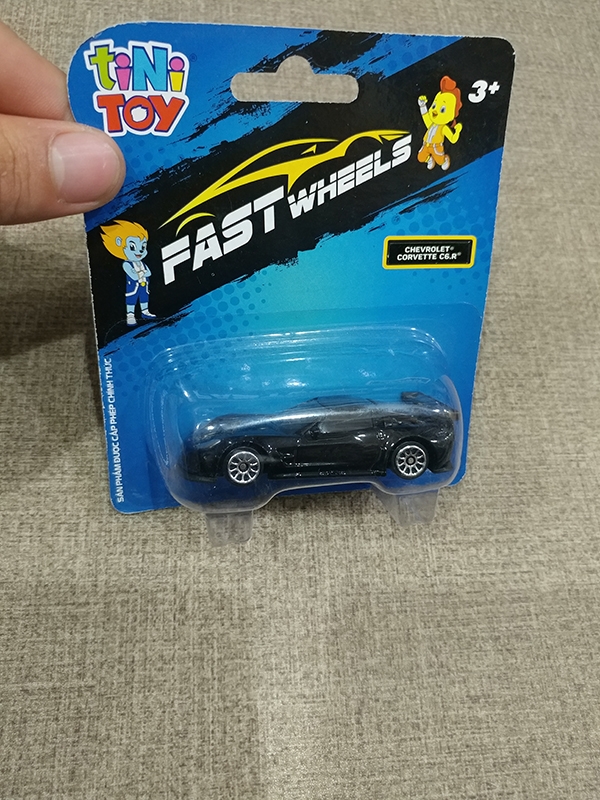 tiNi
TOY
3+
FAST WHEELS
CHEVROLET®
CORVETTE C6.R®
SẢN PHẨM ĐƯỢC CẤP PHÉP CHÍNH THỨC